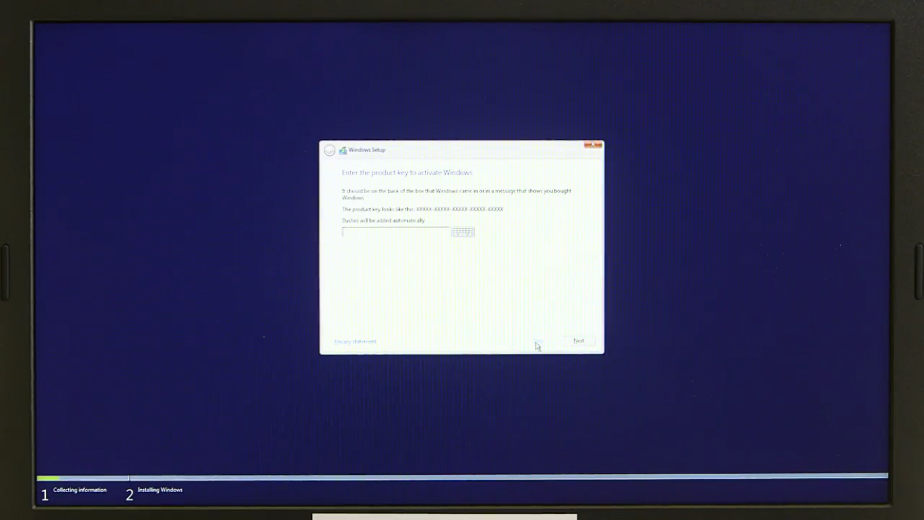 Windows Setup
Enter the product key to activate Windows
It should be on the back of the box that Windows came in or in a message that shows you bought
Windows.
The product key looks like this: XXXXX-XXXXX-XXXXX-XXXXX-XXXXX
Dashes will be added automatically
Privacy statement
Next
1 Collecting information
2 Installing Windows